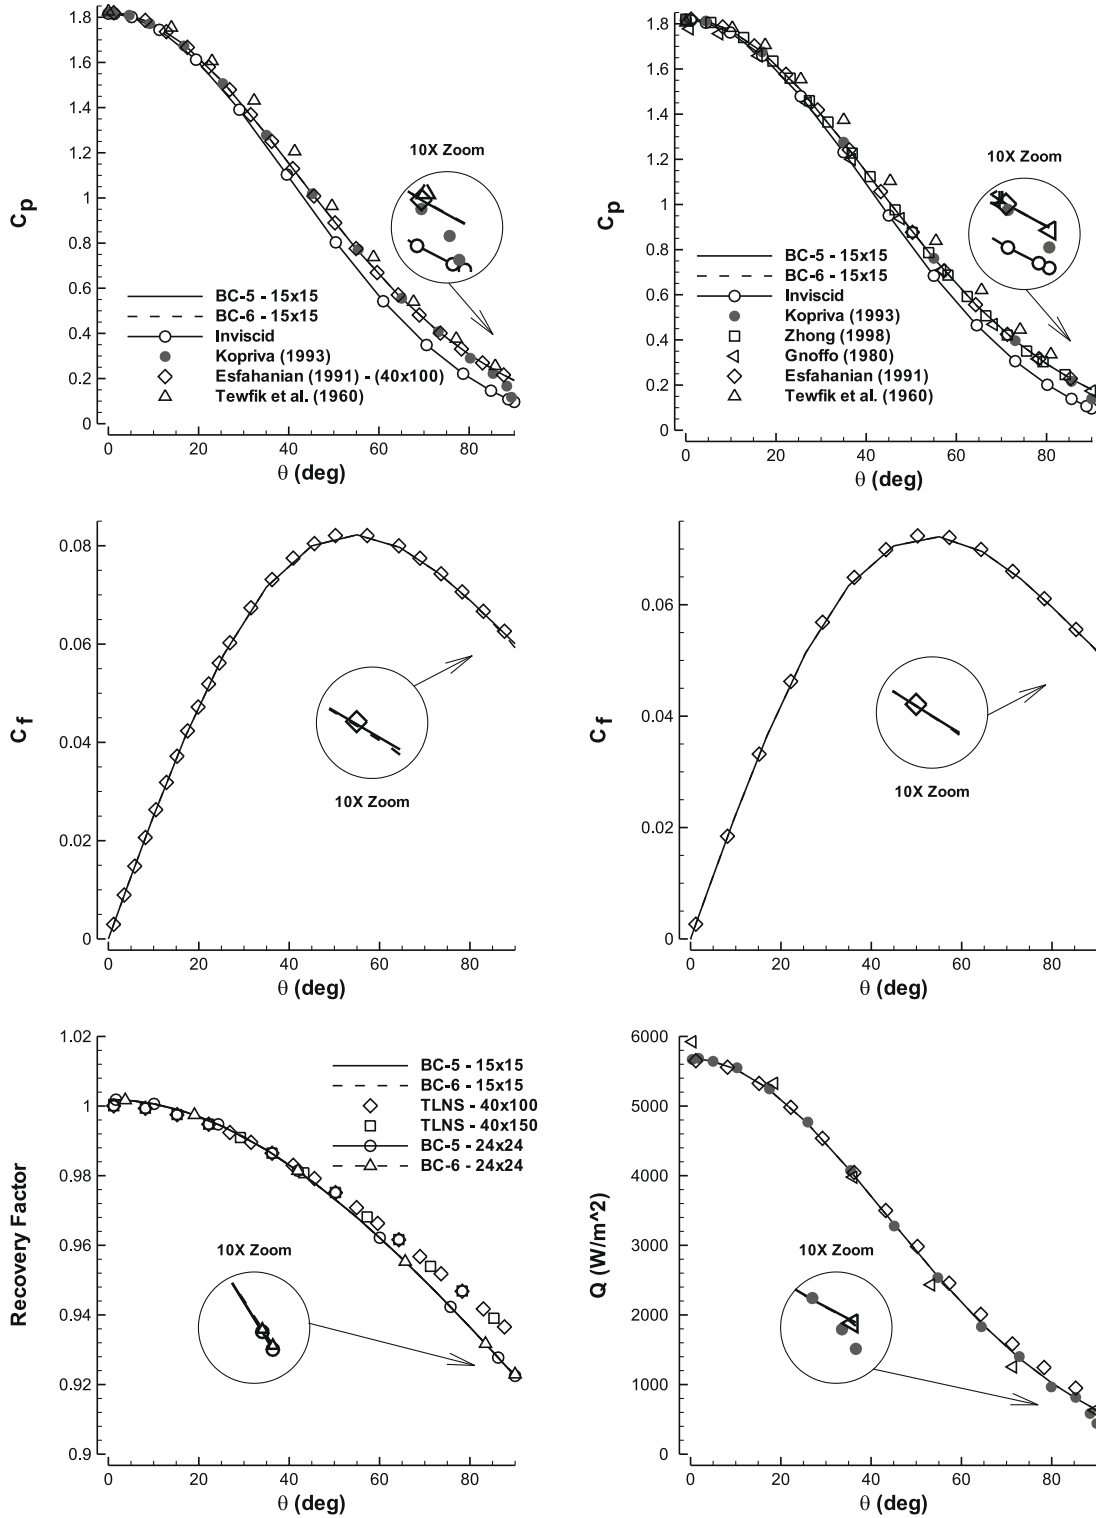 1.8
1.6
1.4
1.2
1
0.8
0.6
0.4
0.2
0
Cp
10X Zoom
BC-5 - 15x15
BC-6 - 15x15
Inviscid
Kopriva (1993)
Esfahanian (1991) - (40x100)
Tewfik et al. (1960)
0 20 40 60 80
θ (deg)
1.8
1.6
1.4
1.2
1
0.8
0.6
0.4
0.2
0
Cp
10X Zoom
BC-5 - 15x15
BC-6 - 15x15
Inviscid
Kopriva (1993)
Zhong (1998)
Gnoffo (1980)
Esfahanian (1991)
Tewfik et al. (1960)
0 20 40 60 80
θ (deg)
0.08
0.06
0.04
0.02
0
Cf
10X Zoom
0 20 40 60 80
θ (deg)
0.06
0.04
0.02
0
Cf
10X Zoom
0 20 40 60 80
θ (deg)
1.02
1
0.98
0.96
0.94
0.92
0.9
Recovery Factor
BC-5 - 15x15
BC-6 - 15x15
TLNS - 40x100
TLNS - 40x150
BC-5 - 24x24
BC-6 - 24x24
10X Zoom
0 20 40 60 80
θ (deg)
6000
5000
4000
3000
2000
1000
0
Q (W/m^2)
10X Zoom
0 20 40 60 80
θ (deg)